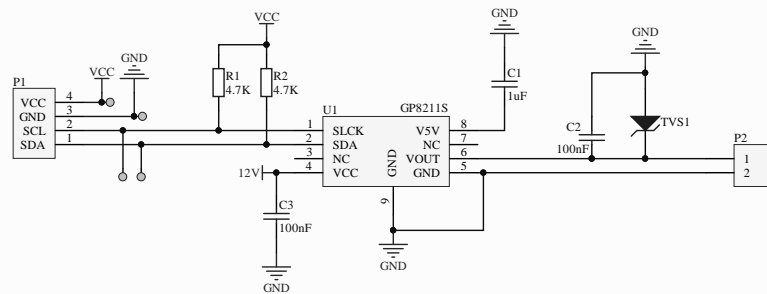 VCC
GND
GND
P1
VCC
R1
4.7K
R2
4.7K
U1
GP8211S
C1
1uF
VCC 4
GND 3
SCL 2
SDA 1
1 SLCK
2 SDA
3 NC
4 VCC
V5V 8
NC 7
VOUT 6
GND 5
GND
9
GND
C2
100nF
TVS1
GND
P2
1
2
12V
C3
100nF
GND